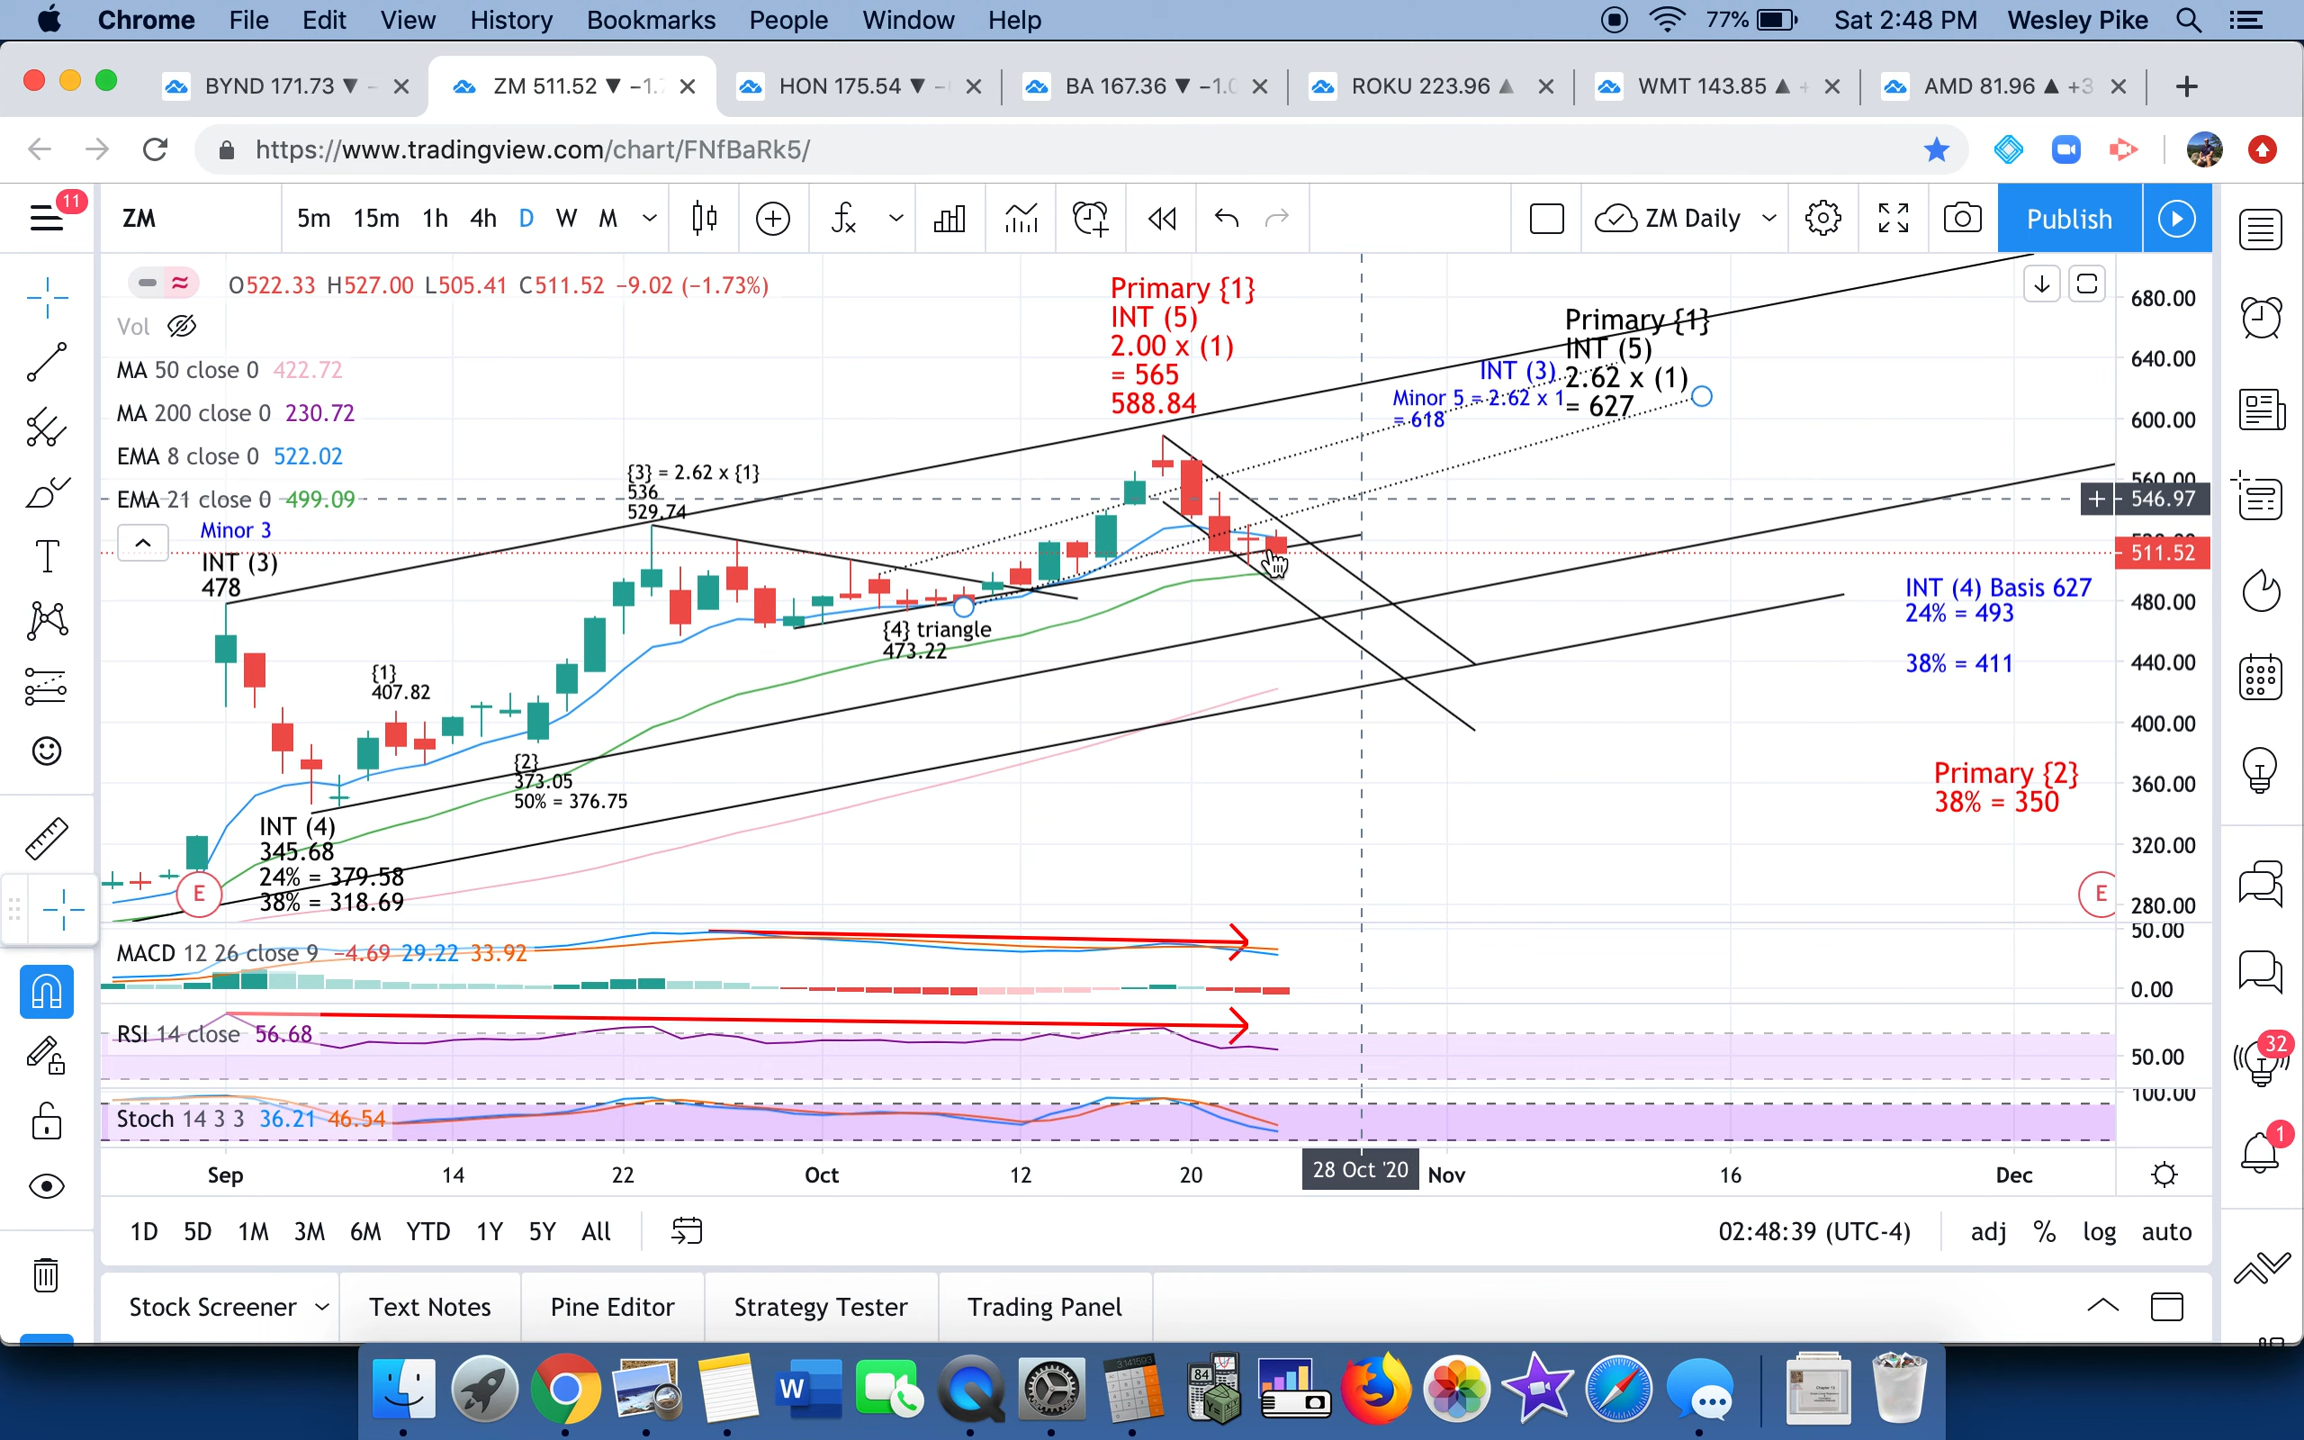 Chrome File Edit View History Bookmarks People Window Help 77% Sat 2:48 PM Wesley Pike
BYND 171.73 ▼ ZM 511.52 ▼ −1. HON 175.54 ▼ BA 167.36 ▼ −1. ROKU 223.96 ▲ WMT 143.85 ▲ AMD 81.96 ▲ +3
https://www.tradingview.com/chart/FNfBaRk5/
11
ZM 5m 15m 1h 4h D W M ZM Daily Publish
O522.33 H527.00 L505.41 C511.52 −9.02 (−1.73%)
Vol
MA 50 close 0 422.72
MA 200 close 0 230.72
EMA 8 close 0 522.02
EMA 21 close 0 499.09
Minor 3
INT (3)
478
{1}
407.82
INT (4)
345.68
24% = 379.58
38% = 318.69
{2}
373.05
50% = 376.75
{3} = 2.62 x {1}
536
529.74
{4} triangle
473.22
Primary {1}
INT (5)
2.00 x (1)
= 565
588.84
INT (3)
Minor 5 = 2.62 x 1
= 618
Primary {1}
INT (5)
2.62 x (1)
= 627
INT (4) Basis 627
24% = 493
38% = 411
Primary {2}
38% = 350
E
E
680.00
640.00
600.00
560.00
546.97
511.52
480.00
440.00
400.00
360.00
320.00
280.00
MACD 12 26 close 9 −4.69 29.22 33.92
50.00
0.00
RSI 14 close 56.68
50.00
Stoch 14 3 3 36.21 46.54
100.00
32
1
Sep 14 22 Oct 12 20 28 Oct '20 Nov 16 Dec
1D 5D 1M 3M 6M YTD 1Y 5Y All 02:48:39 (UTC-4) adj % log auto
Stock Screener Text Notes Pine Editor Strategy Tester Trading Panel